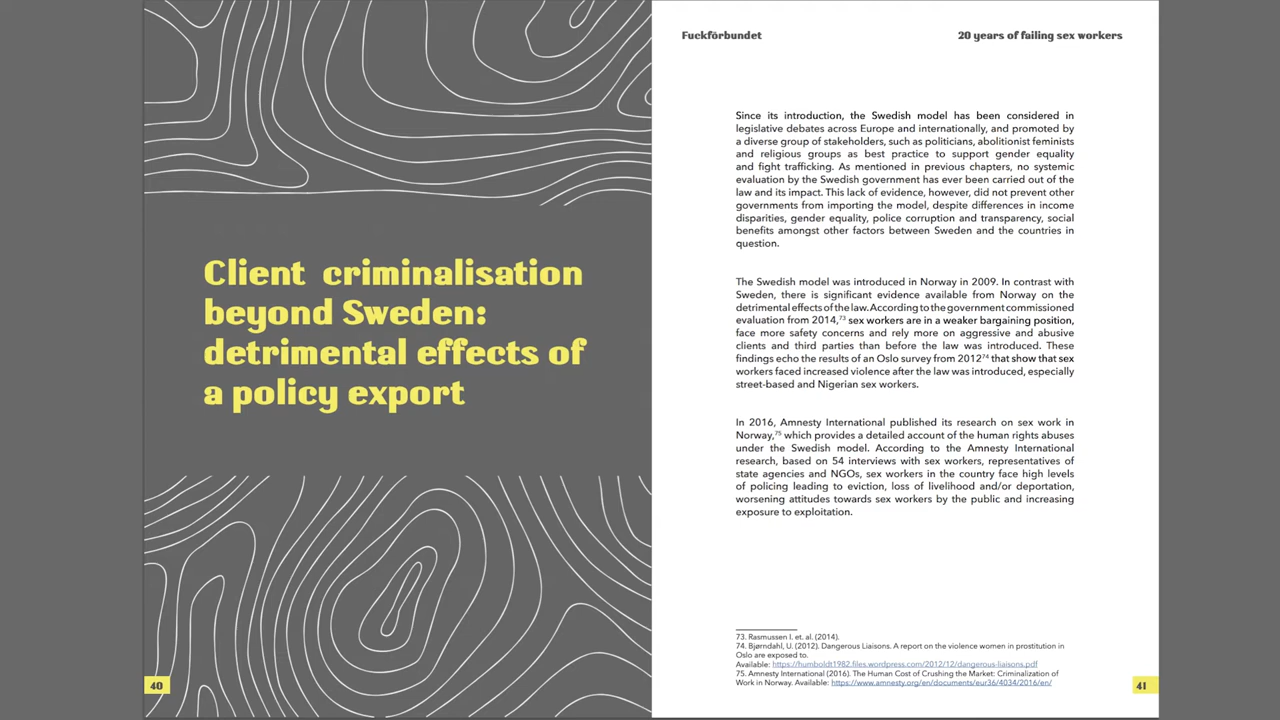 Client criminalisation
beyond Sweden:
detrimental effects of
a policy export
40
Fuckförbundet
20 years of failing sex workers
Since its introduction, the Swedish model has been considered in
legislative debates across Europe and internationally, and promoted by
a diverse group of stakeholders, such as politicians, abolitionist feminists
and religious groups as best practice to support gender equality
and fight trafficking. As mentioned in previous chapters, no systemic
evaluation by the Swedish government has ever been carried out of the
law and its impact. This lack of evidence, however, did not prevent other
governments from importing the model, despite differences in income
disparities, gender equality, police corruption and transparency, social
benefits amongst other factors between Sweden and the countries in
question.
The Swedish model was introduced in Norway in 2009. In contrast with
Sweden, there is significant evidence available from Norway on the
detrimental effects of the law. According to the government commissioned
evaluation from 2014,73 sex workers are in a weaker bargaining position,
face more safety concerns and rely more on aggressive and abusive
clients and third parties than before the law was introduced. These
findings echo the results of an Oslo survey from 201274 that show that sex
workers faced increased violence after the law was introduced, especially
street-based and Nigerian sex workers.
In 2016, Amnesty International published its research on sex work in
Norway,75 which provides a detailed account of the human rights abuses
under the Swedish model. According to the Amnesty International
research, based on 54 interviews with sex workers, representatives of
state agencies and NGOs, sex workers in the country face high levels
of policing leading to eviction, loss of livelihood and/or deportation,
worsening attitudes towards sex workers by the public and increasing
exposure to exploitation.
73. Rasmussen I. et. al. (2014).
74. Bjørndahl, U. (2012). Dangerous Liaisons. A report on the violence women in prostitution in
Oslo are exposed to.
Available: https://humboldt1982.files.wordpress.com/2012/12/dangerous-liaisons.pdf
75. Amnesty International (2016). The Human Cost of Crushing the Market: Criminalization of
Work in Norway. Available: https://www.amnesty.org/en/documents/eur36/4034/2016/en/
41